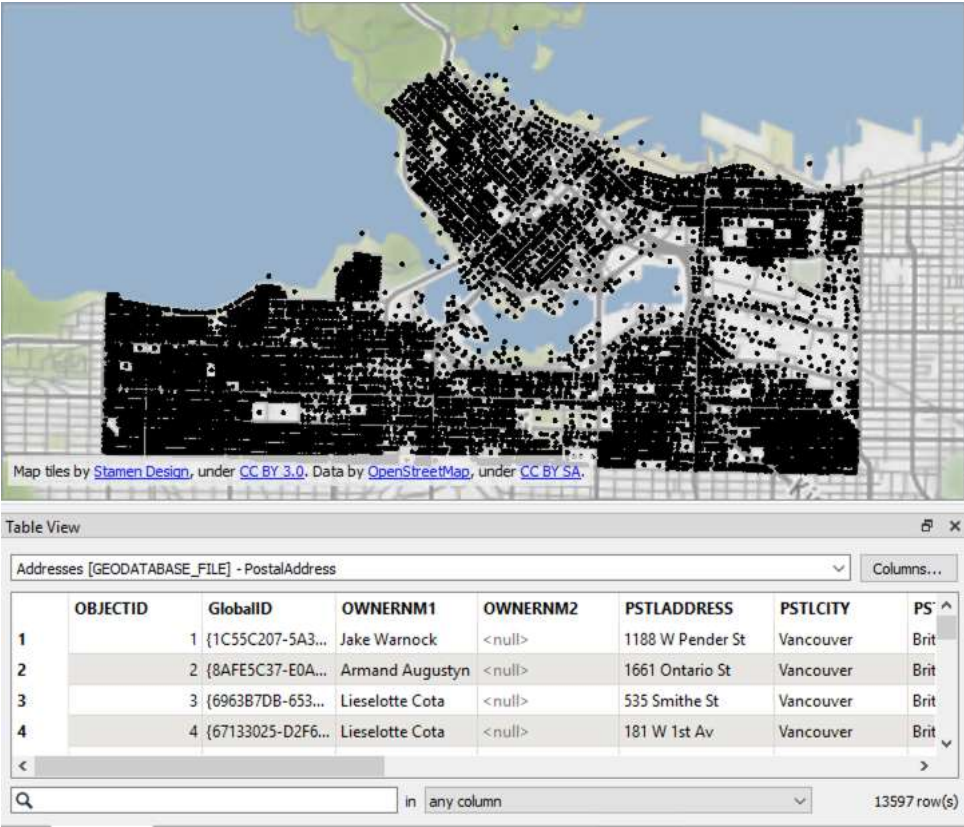 Map tiles by Stamen Design, under CC BY 3.0. Data by OpenStreetMap, under CC BY SA.
Table View
Addresses [GEODATABASE_FILE] - PostalAddress
Columns...
OBJECTID GlobalID OWNERNM1 OWNERNM2 PSTLADDRESS PSTLCITY PS
1 1 {1C55C207-5A3... Jake Warnock <null> 1188 W Pender St Vancouver Brit
2 2 {8AFE5C37-E0A... Armand Augustyn <null> 1661 Ontario St Vancouver Brit
3 3 {6963B7DB-653... Lieselotte Cota <null> 535 Smithe St Vancouver Brit
4 4 {67133025-D2F6... Lieselotte Cota <null> 181 W 1st Av Vancouver Brit
in any column 13597 row(s)